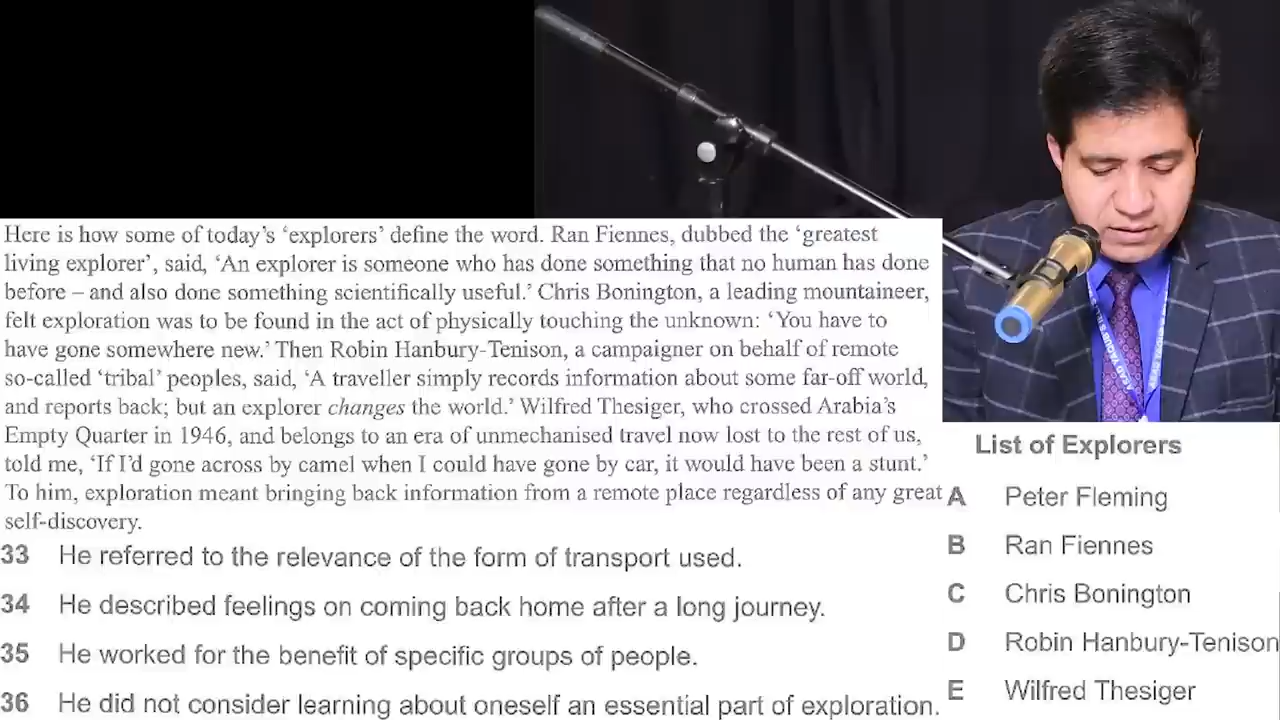 Here is how some of today's 'explorers' define the word. Ran Fiennes, dubbed the 'greatest
living explorer', said, 'An explorer is someone who has done something that no human has done
before – and also done something scientifically useful.' Chris Bonington, a leading mountaineer,
felt exploration was to be found in the act of physically touching the unknown: 'You have to
have gone somewhere new.' Then Robin Hanbury-Tenison, a campaigner on behalf of remote
so-called 'tribal' peoples, said, 'A traveller simply records information about some far-off world,
and reports back; but an explorer changes the world.' Wilfred Thesiger, who crossed Arabia's
Empty Quarter in 1946, and belongs to an era of unmechanised travel now lost to the rest of us,
told me, 'If I'd gone across by camel when I could have gone by car, it would have been a stunt.'
To him, exploration meant bringing back information from a remote place regardless of any great
self-discovery.
33 He referred to the relevance of the form of transport used.
34 He described feelings on coming back home after a long journey.
35 He worked for the benefit of specific groups of people.
36 He did not consider learning about oneself an essential part of exploration.
List of Explorers
A Peter Fleming
B Ran Fiennes
C Chris Bonington
D Robin Hanbury-Tenison
E Wilfred Thesiger